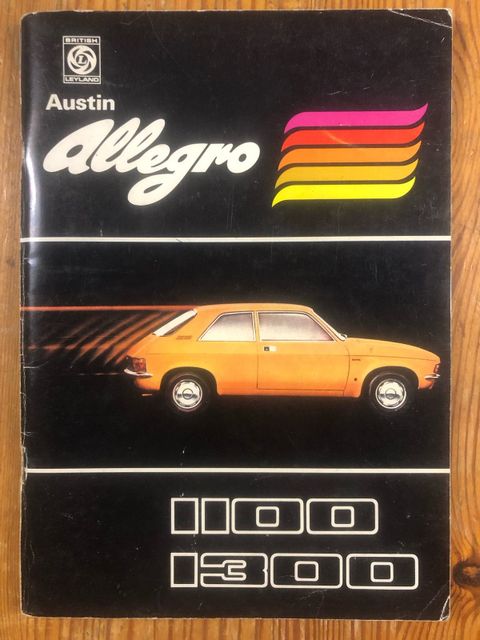 BRITISH
L
LEYLAND
Austin
Allegro
1100
1300